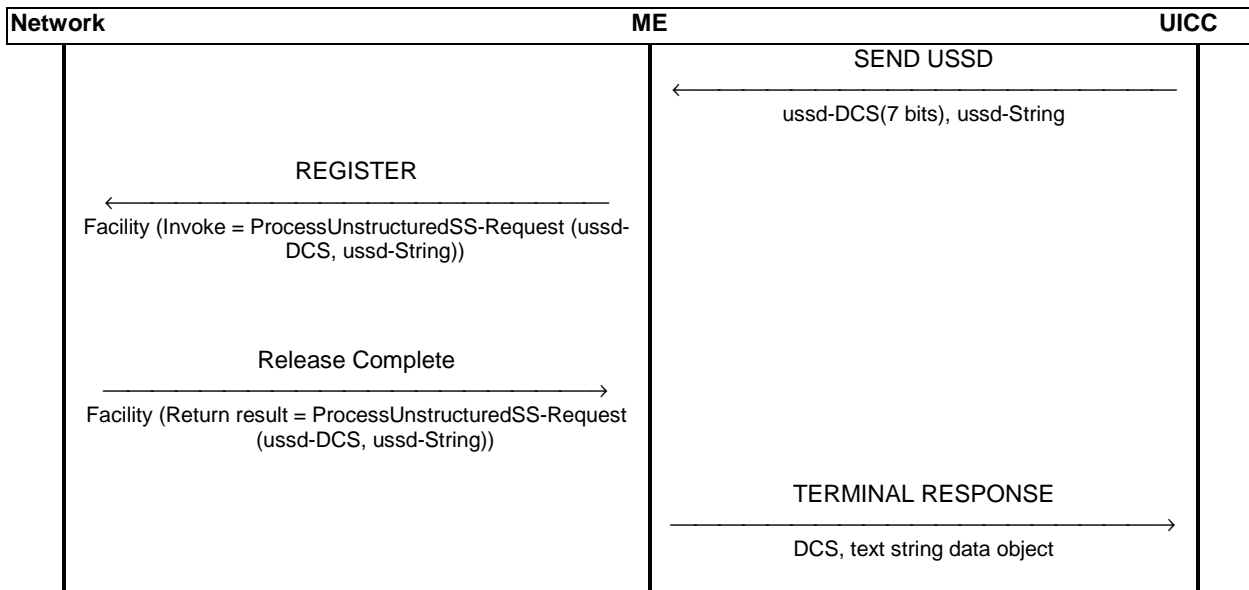 Network ME UICC
SEND USSD
ussd-DCS(7 bits), ussd-String
REGISTER
Facility (Invoke = ProcessUnstructuredSS-Request (ussd-
DCS, ussd-String))
Release Complete
Facility (Return result = ProcessUnstructuredSS-Request
(ussd-DCS, ussd-String))
TERMINAL RESPONSE
DCS, text string data object